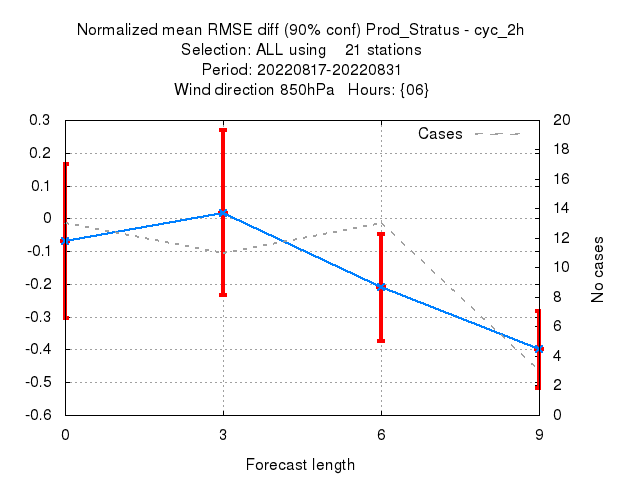 Normalized mean RMSE diff (90% conf) Prod_Stratus - cyc_2h
Selection: ALL using    21 stations
Period: 20220817-20220831
Wind direction 850hPa   Hours: {06}
Cases
0.3
0.2
0.1
0
-0.1
-0.2
-0.3
-0.4
-0.5
-0.6
20
18
16
14
12
10
8
6
4
2
0
No cases
0 3 6 9
Forecast length